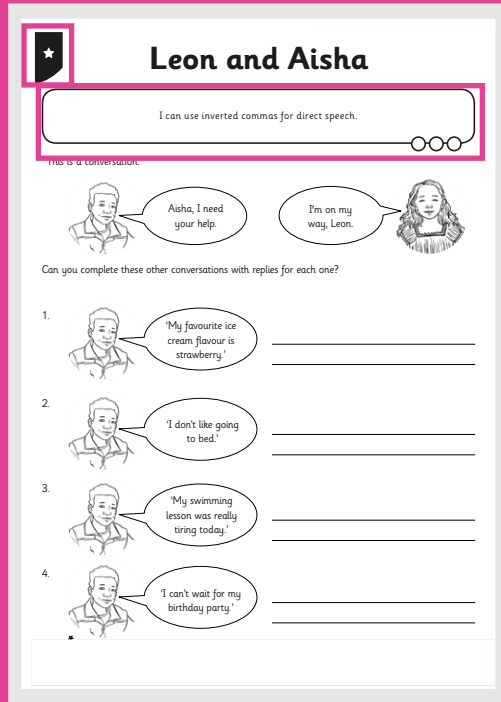 Leon and Aisha
I can use inverted commas for direct speech.
This is a conversation.
Aisha, I need
your help.
I'm on my
way, Leon.
Can you complete these other conversations with replies for each one?
1.
‘My favourite ice
cream flavour is
strawberry.’
2.
‘I don't like going
to bed.’
3.
‘My swimming
lesson was really
tiring today.’
4.
‘I can't wait for my
birthday party.’